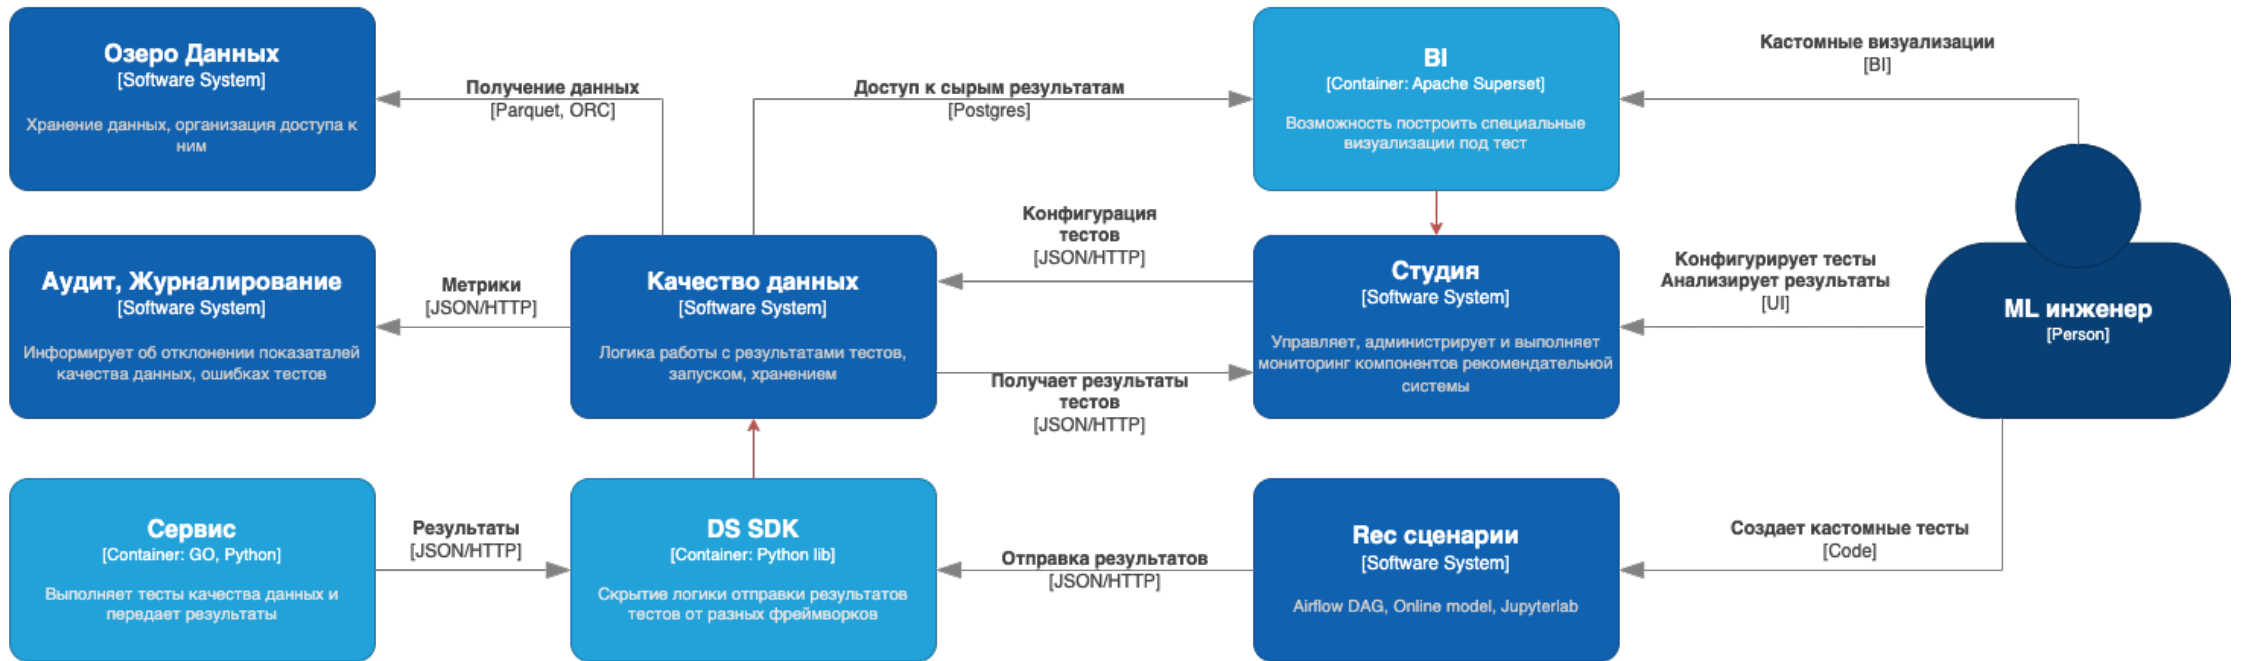 Озеро Данных
[Software System]
Хранение данных, организация доступа к
ним
Получение данных
[Parquet, ORC]
Доступ к сырым результатам
[Postgres]
BI
[Container: Apache Superset]
Возможность построить специальные
визуализации под тест
Кастомные визуализации
[BI]
Аудит, Журналирование
[Software System]
Информирует об отклонении показаталей
качества данных, ошибках тестов
Метрики
[JSON/HTTP]
Качество данных
[Software System]
Логика работы с результатами тестов,
запуском, хранением
Конфигурация
тестов
[JSON/HTTP]
Получает результаты
тестов
[JSON/HTTP]
Студия
[Software System]
Управляет, администрирует и выполняет
мониторинг компонентов рекомендательной
системы
Конфигурирует тесты
Анализирует результаты
[UI]
ML инженер
[Person]
Сервис
[Container: GO, Python]
Выполняет тесты качества данных и
передает результаты
Результаты
[JSON/HTTP]
DS SDK
[Container: Python lib]
Скрытие логики отправки результатов
тестов от разных фреймворков
Отправка результатов
[JSON/HTTP]
Rec сценарии
[Software System]
Airflow DAG, Online model, Jupyterlab
Создает кастомные тесты
[Code]